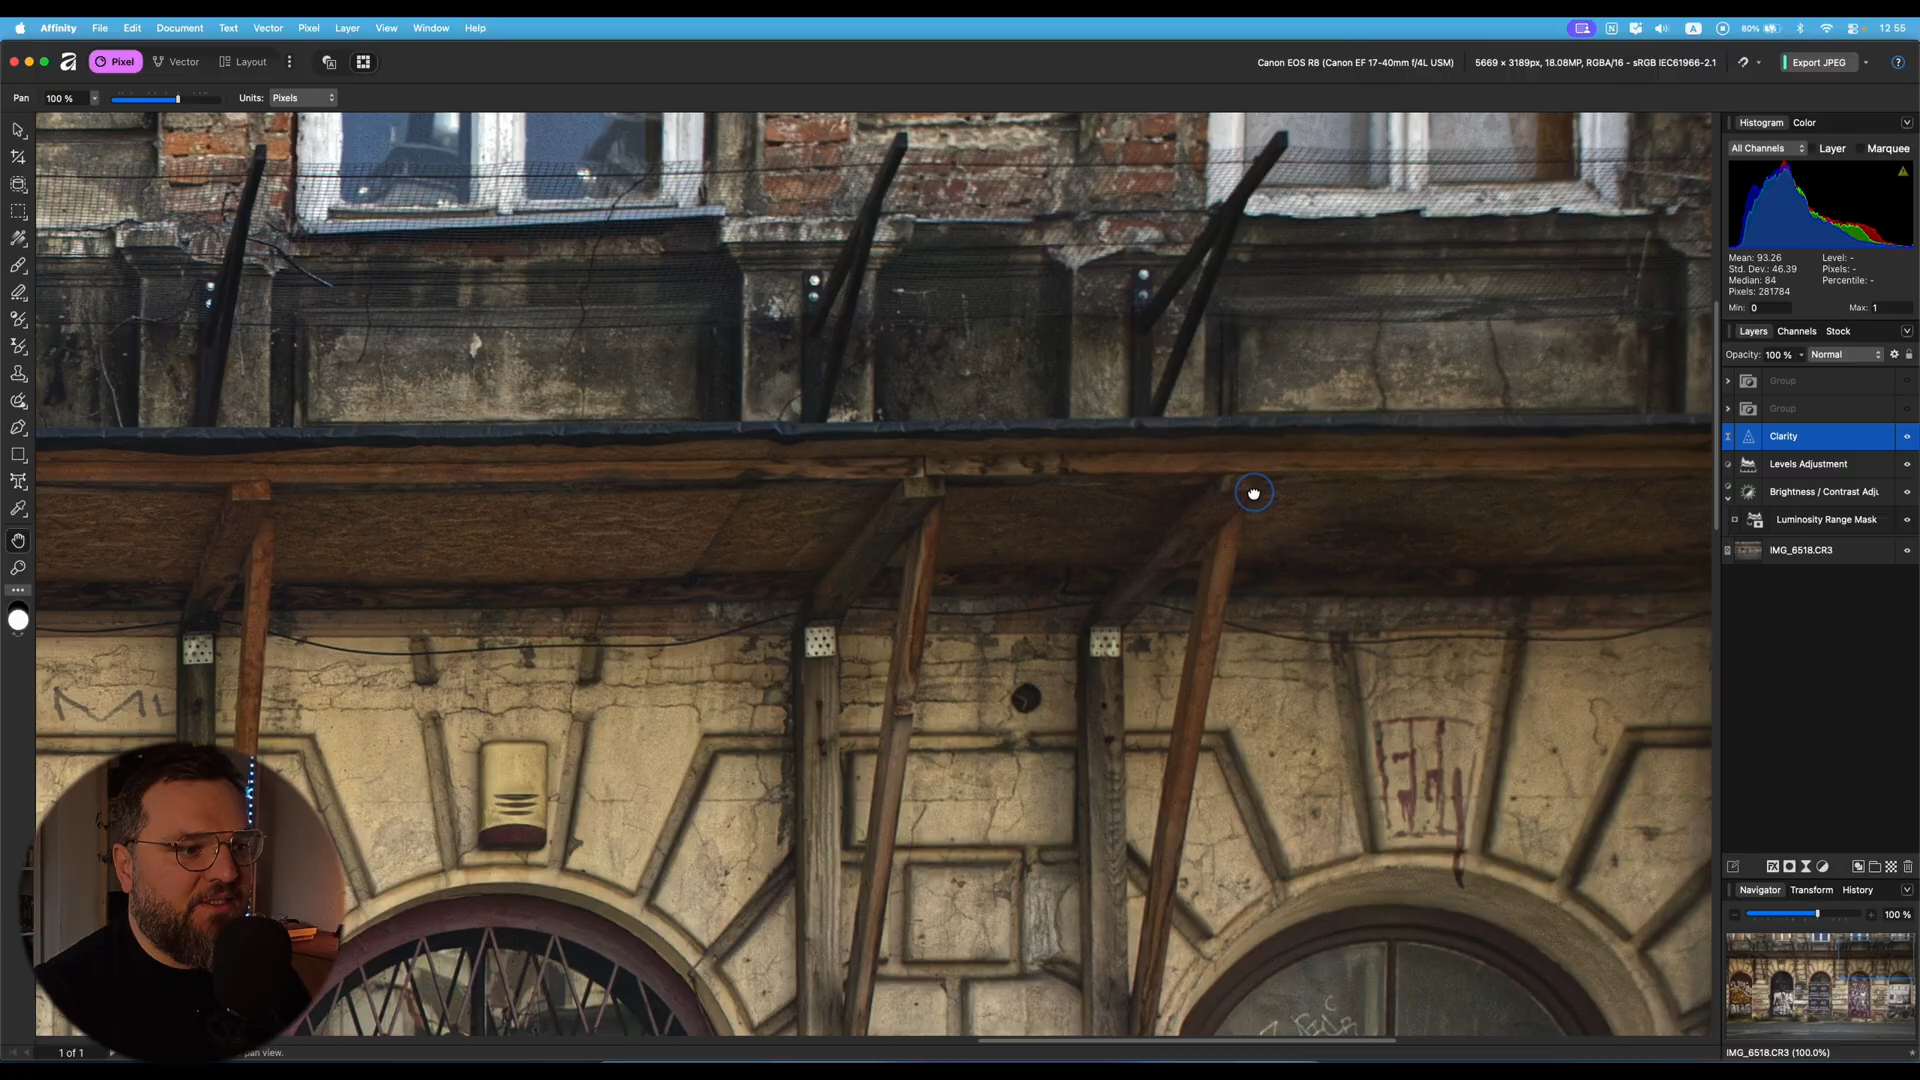 Affinity File Edit Document Text Vector Pixel Layer View Window Help 80% 12 55
Pixel Vector Layout Canon EOS R8 (Canon EF 17-40mm f/4L USM) 5669 × 3189px, 18.08MP, RGBA/16 - sRGB IEC61966-2.1 Export JPEG
Pan 100 % Units: Pixels
Histogram Color
All Channels Layer Marquee
Mean: 93.26 Level: -
Std. Dev.: 46.39 Pixels: -
Median: 84 Percentile: -
Pixels: 281784
Min: 0 Max: 1
Layers Channels Stock
Opacity: 100 % Normal
Group
Group
Clarity
Levels Adjustment
Brightness / Contrast Adju
Luminosity Range Mask
IMG_6518.CR3
FX
Navigator Transform History
100 %
1 of 1 pan view. IMG_6518.CR3 (100.0%)